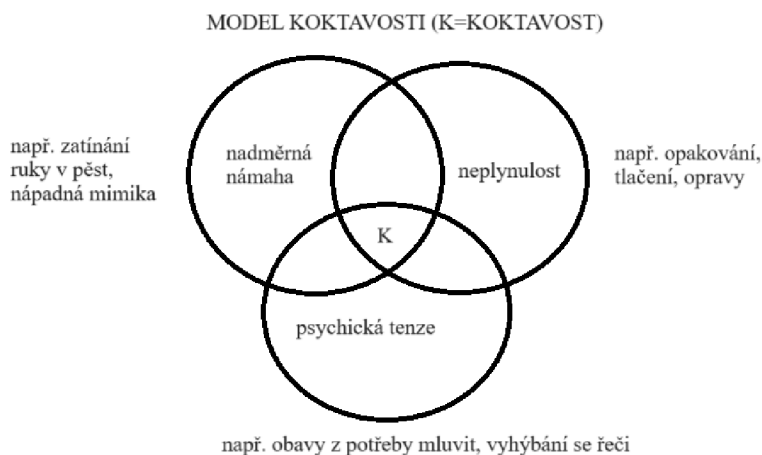 MODEL KOKTAVOSTI (K=KOKTAVOST)
např. zatínání
ruky v pěst,
nápadná mimika
nadměrná
námaha
neplynulost
např. opakování,
tlačení, opravy
K
psychická tenze
např. obavy z potřeby mluvit, vyhýbání se řeči